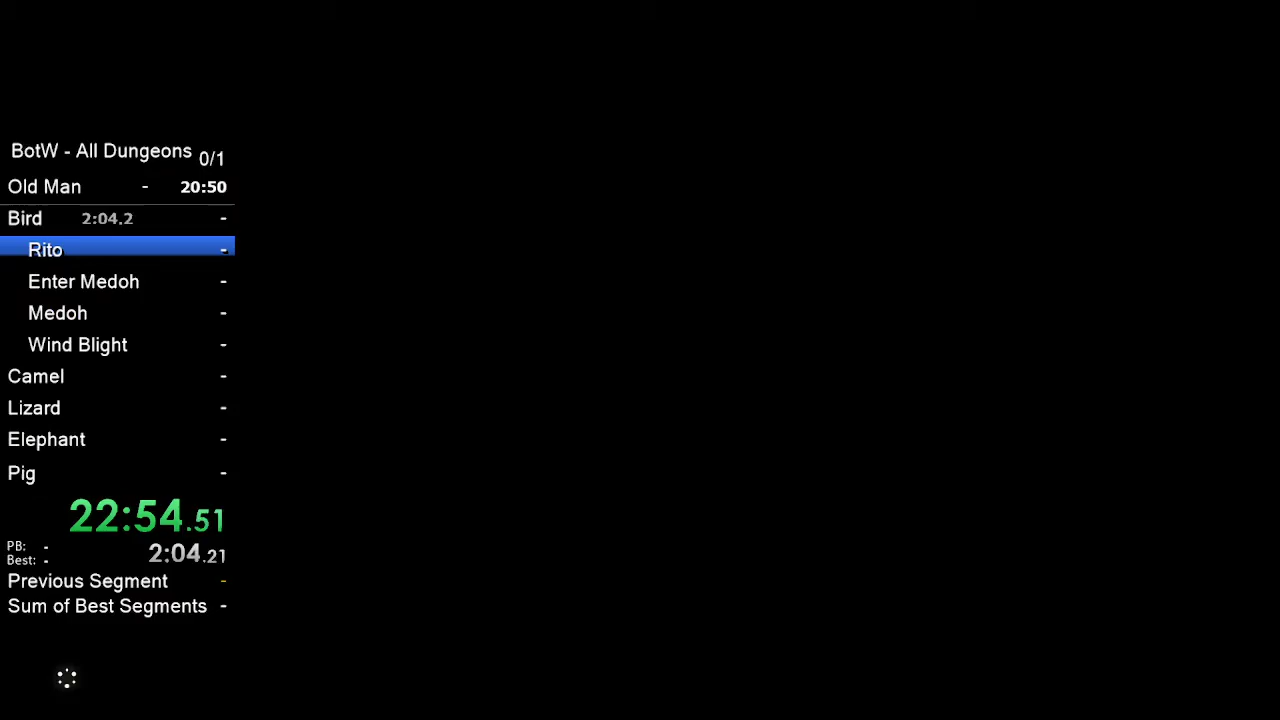 BotW - All Dungeons 0/1
Old Man - 20:50
Bird 2:04.2 -
Rito -
Enter Medoh -
Medoh -
Wind Blight -
Camel -
Lizard -
Elephant -
Pig -
22:54.51
PB: - 2:04.21
Best: -
Previous Segment -
Sum of Best Segments -